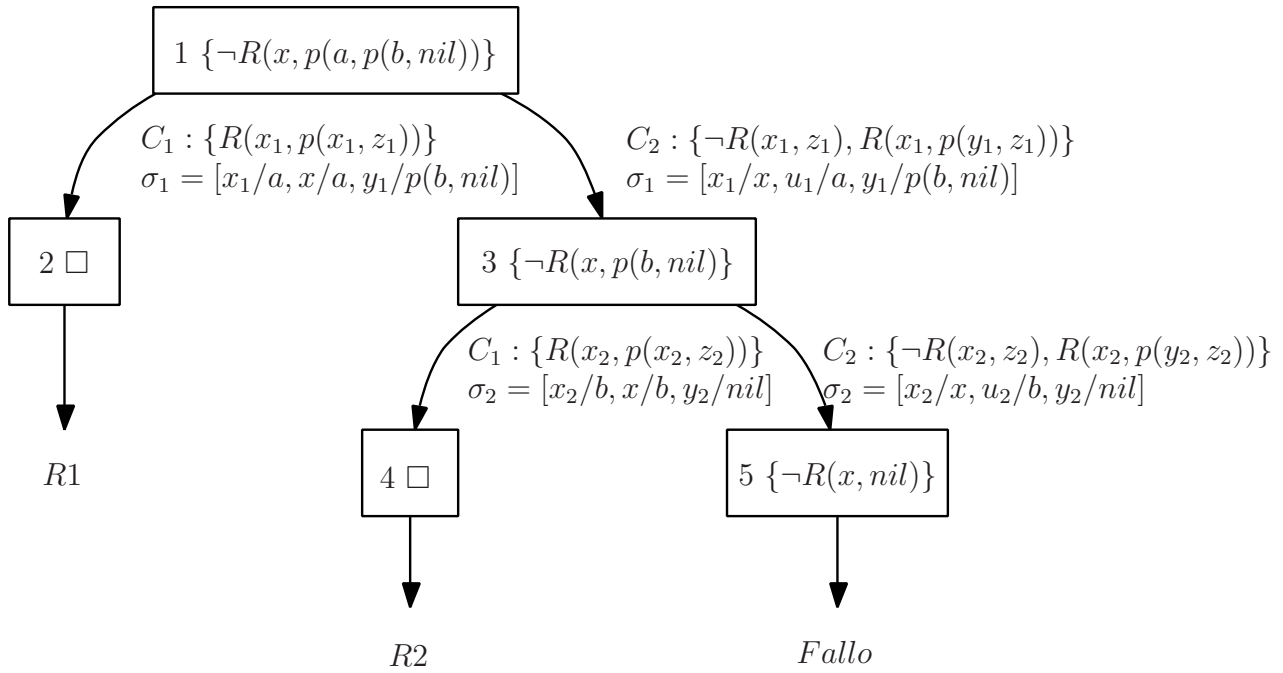 1 {¬R(x, p(a, p(b, nil))}
C₁ : {R(x₁, p(x₁, z₁))}
σ₁ = [x₁/a, x/a, y₁/p(b, nil)]
C₂ : {¬R(x₁, z₁), R(x₁, p(y₁, z₁))}
σ₁ = [x₁/x, u₁/a, y₁/p(b, nil)]
2 □
3 {¬R(x, p(b, nil)}
C₁ : {R(x₂, p(x₂, z₂))}
σ₂ = [x₂/b, x/b, y₂/nil]
C₂ : {¬R(x₂, z₂), R(x₂, p(y₂, z₂))}
σ₂ = [x₂/x, u₂/b, y₂/nil]
R1
4 □
5 {¬R(x, nil)}
R2
Fallo